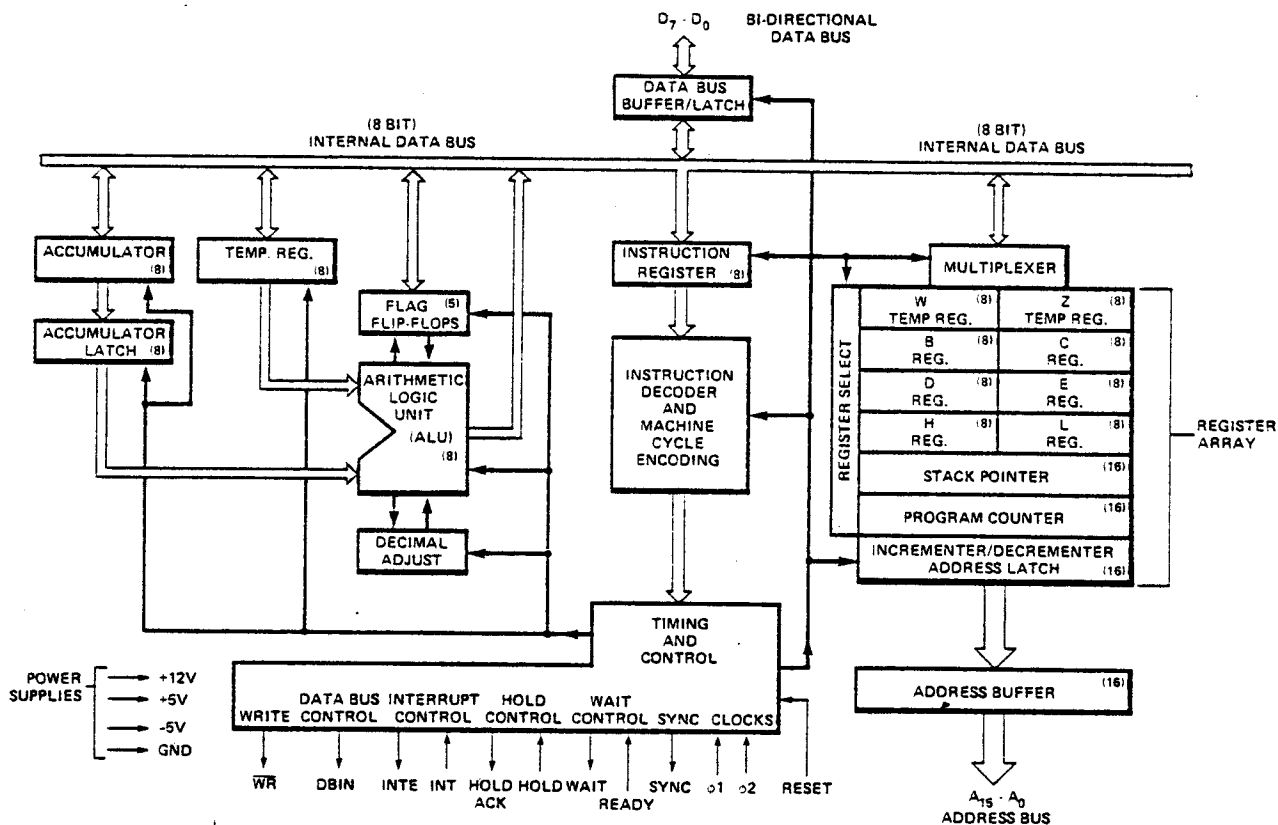 D₇ - D₀ BI-DIRECTIONAL
DATA BUS
DATA BUS
BUFFER/LATCH
(8 BIT)
INTERNAL DATA BUS
(8 BIT)
INTERNAL DATA BUS
ACCUMULATOR
(8)
TEMP. REG.
(8)
INSTRUCTION
REGISTER (8)
MULTIPLEXER
ACCUMULATOR
LATCH (8)
FLAG (5)
FLIP-FLOPS
ARITHMETIC
LOGIC
UNIT
(ALU)
(8)
DECIMAL
ADJUST
INSTRUCTION
DECODER
AND
MACHINE
CYCLE
ENCODING
REGISTER SELECT
W (8)
TEMP REG.
Z (8)
TEMP REG.
B (8)
REG.
C (8)
REG.
D (8)
REG.
E (8)
REG.
H (8)
REG.
L (8)
REG.
STACK POINTER (16)
PROGRAM COUNTER (16)
INCREMENTER/DECREMENTER
ADDRESS LATCH (16)
REGISTER
ARRAY
TIMING
AND
CONTROL
ADDRESS BUFFER (16)
POWER
SUPPLIES
+12V
+5V
-5V
GND
WRITE
DATA BUS
CONTROL
INTERRUPT
CONTROL
HOLD
CONTROL
WAIT
CONTROL
SYNC
CLOCKS
W̅R̅
DBIN
INTE
INT
HOLD
ACK
HOLD
WAIT
READY
SYNC
φ1
φ2
RESET
A₁₅ - A₀
ADDRESS BUS